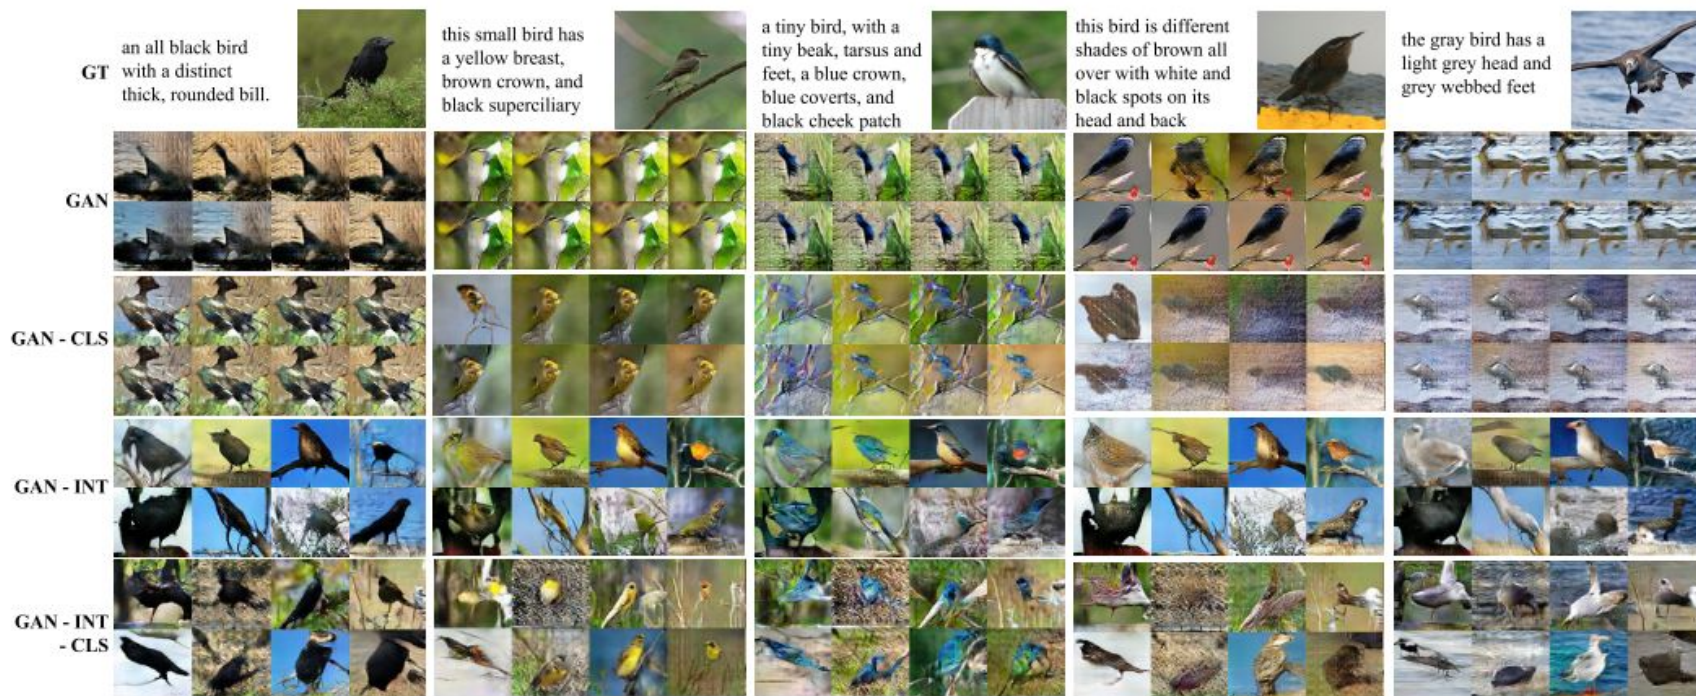 GT
an all black bird
with a distinct
thick, rounded bill.
this small bird has
a yellow breast,
brown crown, and
black superciliary
a tiny bird, with a
tiny beak, tarsus and
feet, a blue crown,
blue coverts, and
black cheek patch
this bird is different
shades of brown all
over with white and
black spots on its
head and back
the gray bird has a
light grey head and
grey webbed feet
GAN
GAN - CLS
GAN - INT
GAN - INT
- CLS